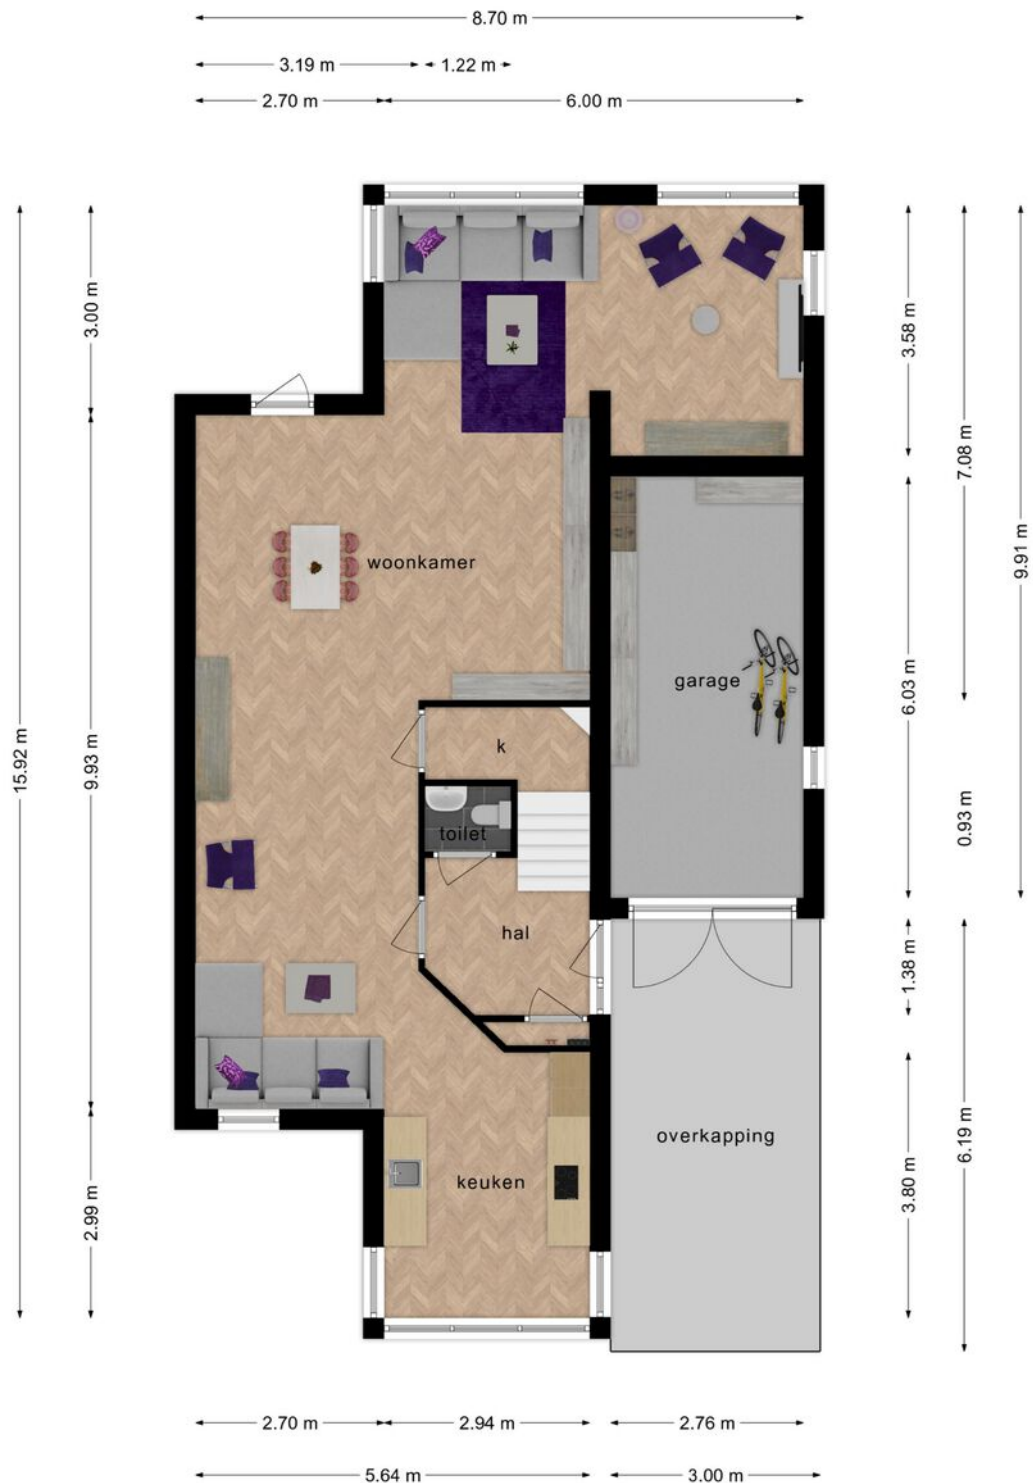 8.70 m
3.19 m
1.22 m
2.70 m
6.00 m
3.00 m
3.58 m
7.08 m
9.91 m
woonkamer
garage
6.03 m
15.92 m
9.93 m
k
toilet
0.93 m
hal
1.38 m
overkapping
6.19 m
keuken
3.80 m
2.99 m
2.70 m
2.94 m
2.76 m
5.64 m
3.00 m